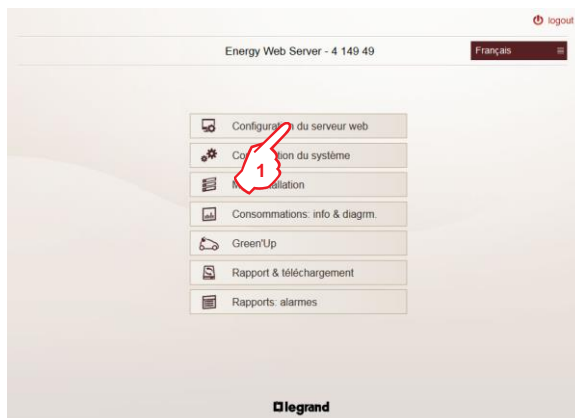 logout
Energy Web Server - 4 149 49
Français
Configuration du serveur web
du système
1
Consommations: info & diagrm.
Green'Up
Rapport & téléchargement
Rapports: alarmes
legrand